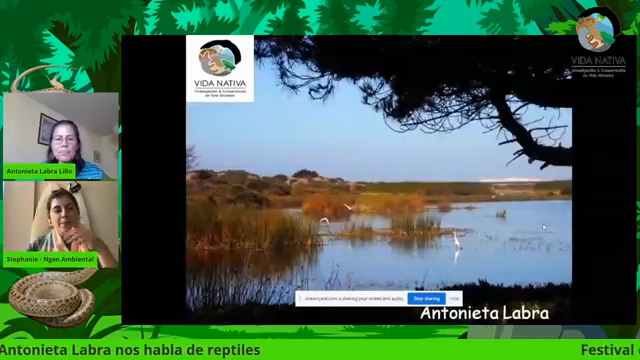 VIDA NATIVA
Investigación & Conservación
de Vida Silvestre
VIDA NATIVA
Investigación & Conservación
de Vida Silvestre
Antonieta Labra Lillo
Stephanie - Ngen Ambiental
streamyard.com is sharing your screen and audio.
Stop sharing
Hide
Antonieta Labra
Antonieta Labra nos habla de reptiles
Festival